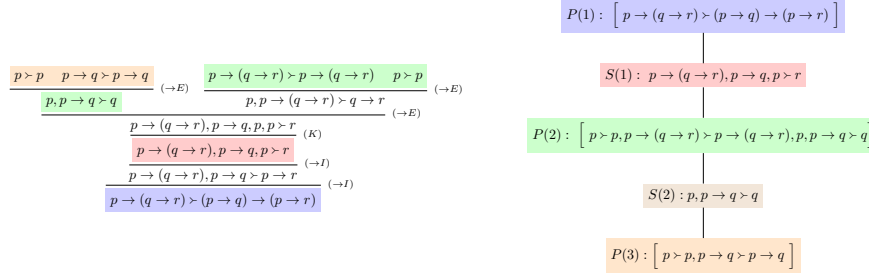 p ≻ p p → q ≻ p → q (→E) p → (q → r) ≻ p → (q → r) p ≻ p (→E)
p, p → q ≻ q p, p → (q → r) ≻ q → r (→E)
p → (q → r), p → q, p, p ≻ r (K)
p → (q → r), p → q, p ≻ r (→I)
p → (q → r), p → q ≻ p → r (→I)
p → (q → r) ≻ (p → q) → (p → r)
P(1) : [ p → (q → r) ≻ (p → q) → (p → r) ]
S(1) : p → (q → r), p → q, p ≻ r
P(2) : [ p ≻ p, p → (q → r) ≻ p → (q → r), p, p → q ≻ q
S(2) : p, p → q ≻ q
P(3) : [ p ≻ p, p → q ≻ p → q ]